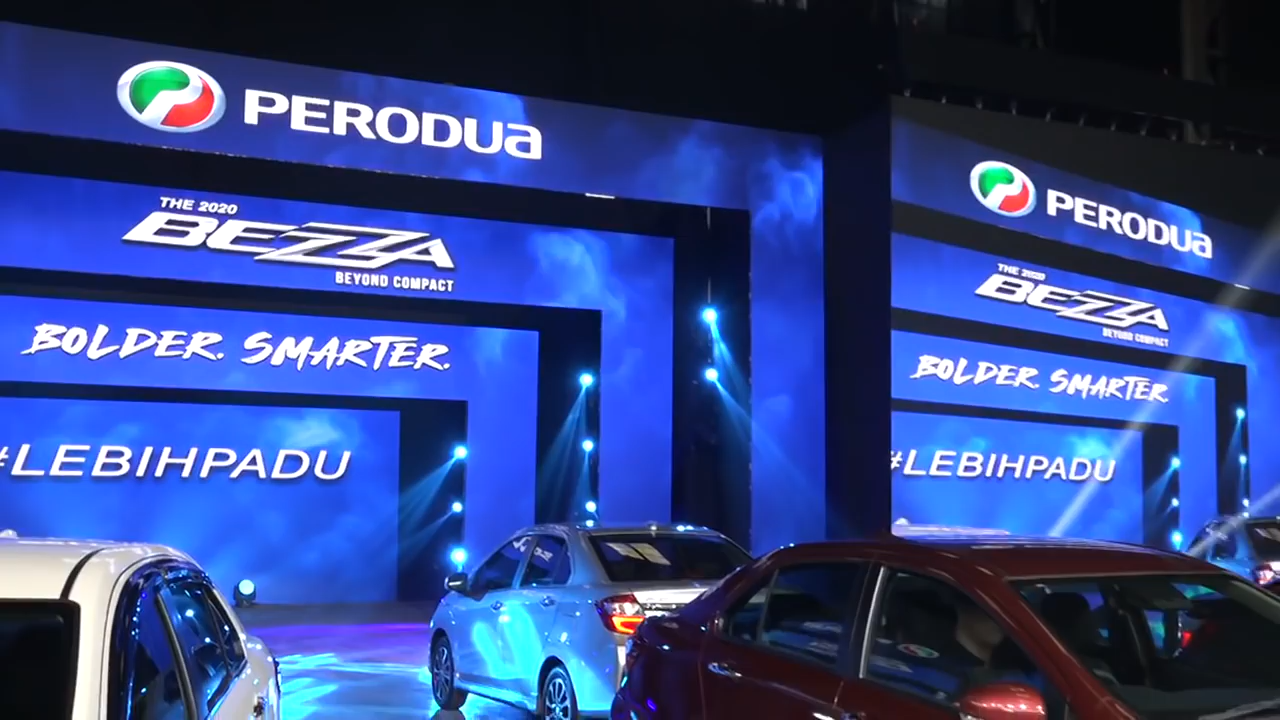 PERODUA
THE 2020
BEZZA
BEYOND COMPACT
BOLDER. SMARTER.
#LEBIHPADU
PERODUA
THE 2020
BEZZA
BEYOND COMPACT
BOLDER. SMARTER.
#LEBIHPADU